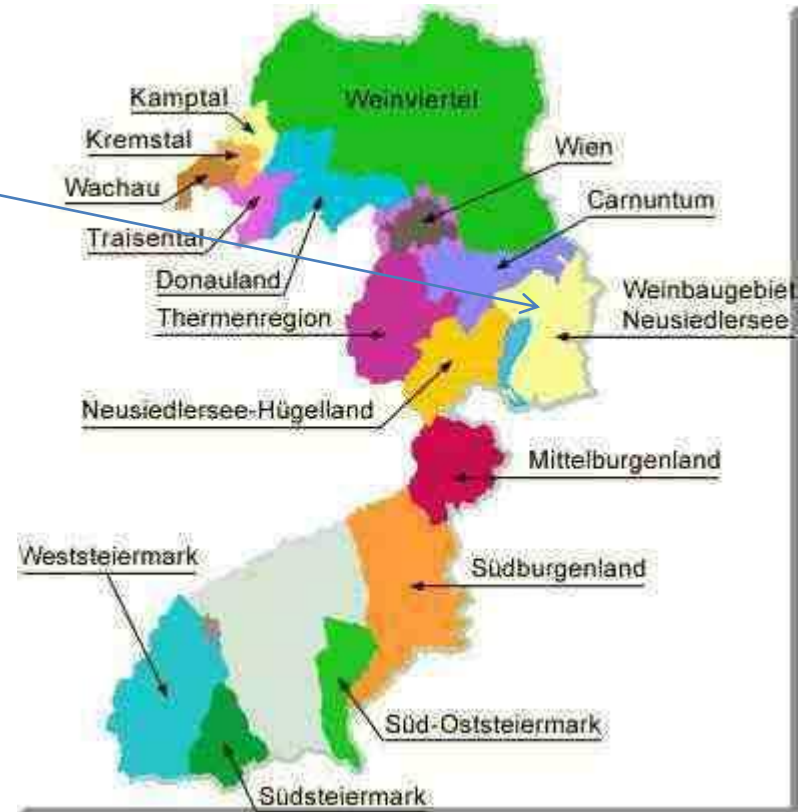 Kamptal
Weinviertel
Kremstal
Wien
Wachau
Carnuntum
Traisental
Donauland
Weinbaugebiet
Neusiedlersee
Thermenregion
Neusiedlersee-Hügelland
Mittelburgenland
Weststeiermark
Südburgenland
Süd-Oststeiermark
Südsteiermark